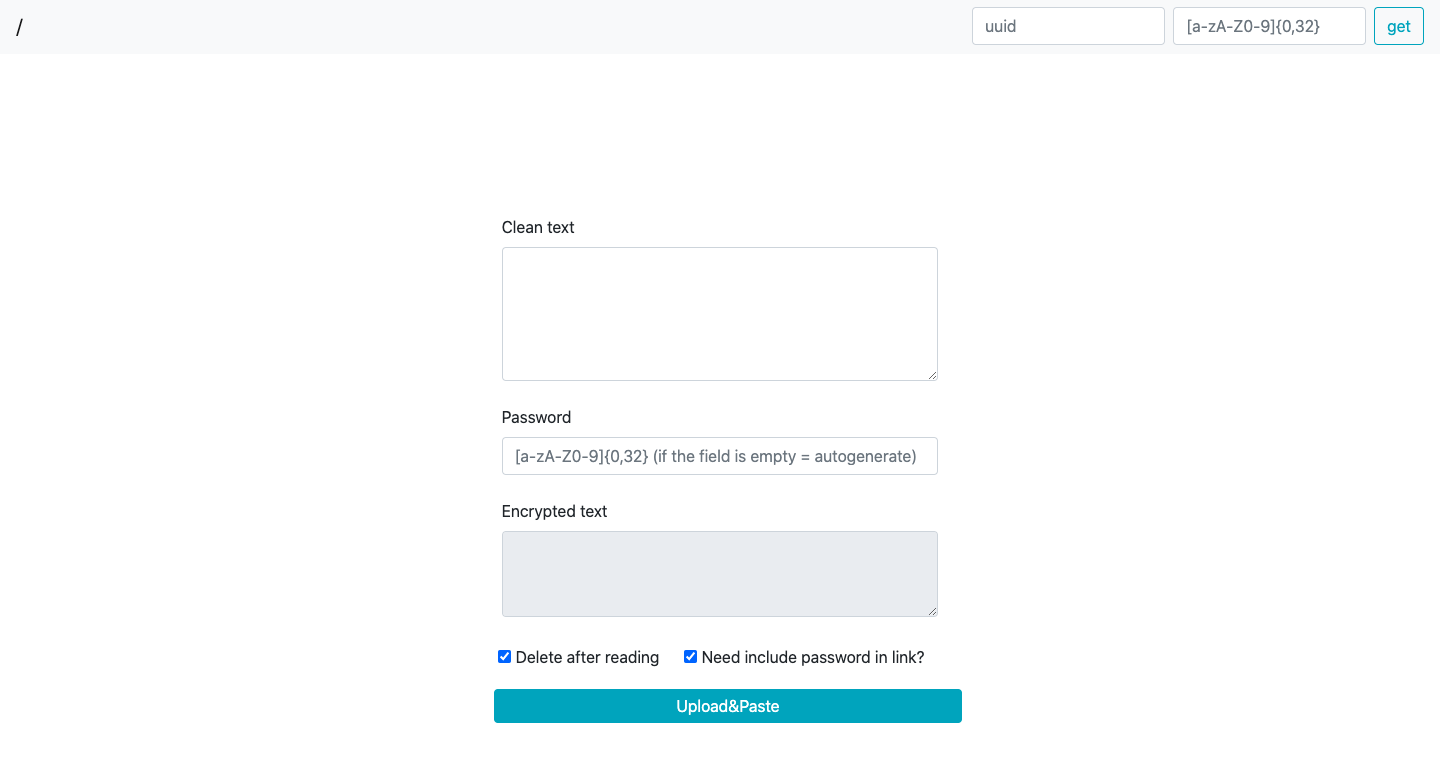 /
uuid
[a-zA-Z0-9]{0,32}
get
Clean text
Password
[a-zA-Z0-9]{0,32} (if the field is empty = autogenerate)
Encrypted text
Delete after reading
Need include password in link?
Upload&Paste